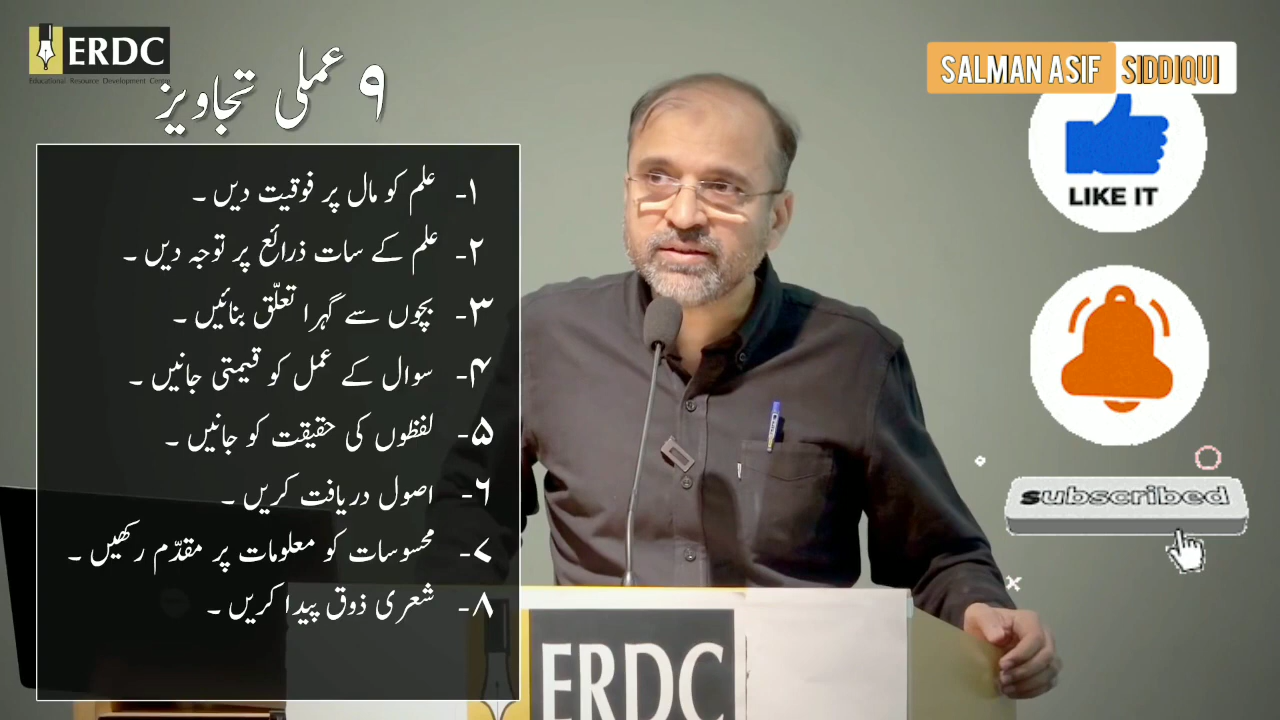 ERDC
Educational Resource Development Centre
۹ عملی تجاویز
SALMAN ASIF SIDDIQUI
LIKE IT
۱- علم کو مال پر فوقیت دیں ۔
۲- علم کے سات ذرائع پر توجہ دیں ۔
۳- بچوں سے گہرا تعلّق بنائیں ۔
۴- سوال کے عمل کو قیمتی جانیں ۔
۵- لفظوں کی حقیقت کو جانیں ۔
۶- اصول دریافت کریں ۔
۷- محسوسات کو معلومات پر مقدّم رکھیں ۔
۸- شعری ذوق پیدا کریں ۔
subscribed
ERDC